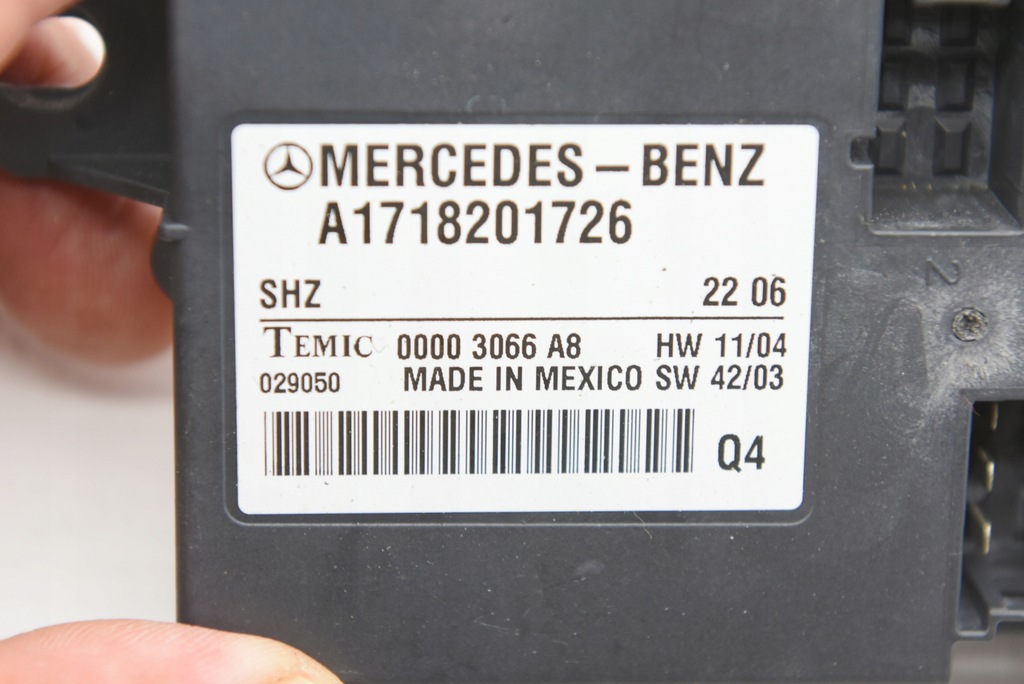 MERCEDES-BENZ
A1718201726
SHZ 22 06
TEMIC 0000 3066 A8 HW 11/04
029050 MADE IN MEXICO SW 42/03
Q4
2